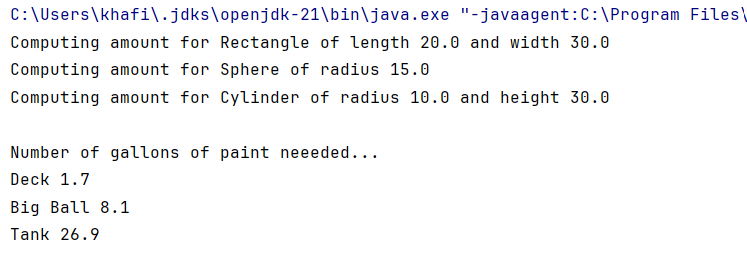 C:\Users\khafi\.jdks\openjdk-21\bin\java.exe "-javaagent:C:\Program Files\
Computing amount for Rectangle of length 20.0 and width 30.0
Computing amount for Sphere of radius 15.0
Computing amount for Cylinder of radius 10.0 and height 30.0
Number of gallons of paint neeeded...
Deck 1.7
Big Ball 8.1
Tank 26.9